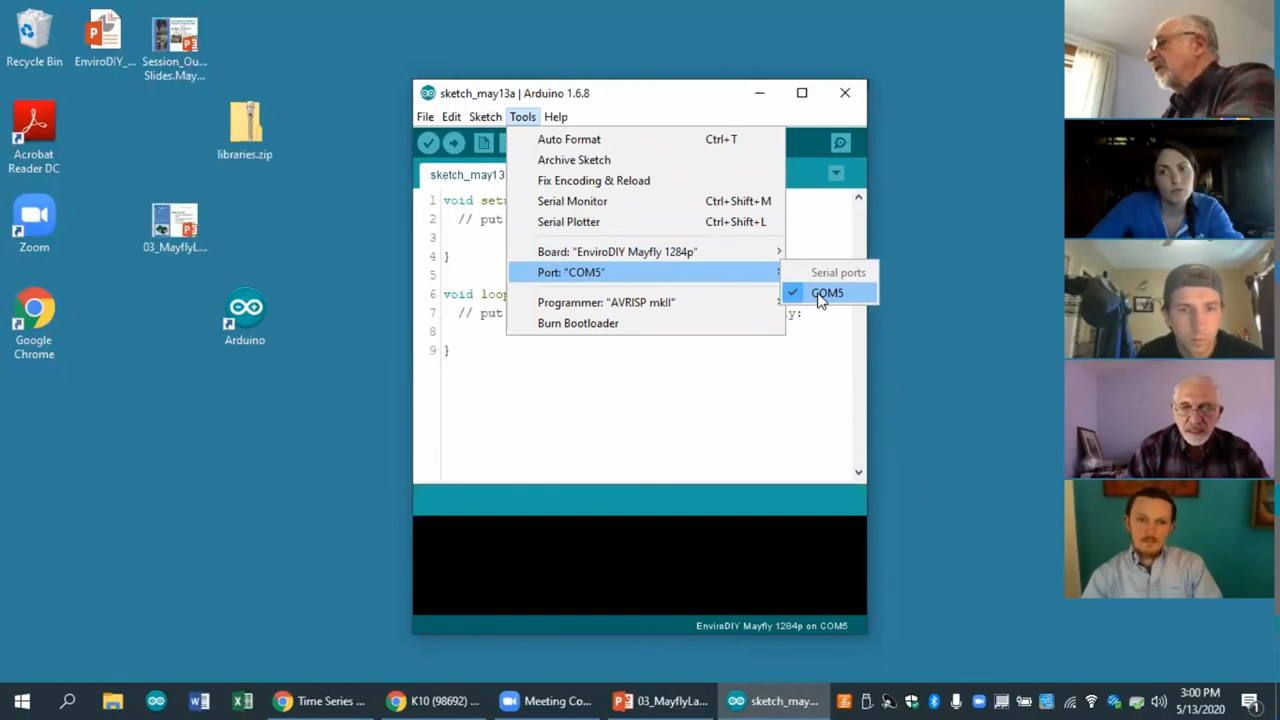 Recycle Bin
EnviroDIY_...
Session_Ou...
Slides.May...
Acrobat
Reader DC
libraries.zip
Zoom
03_MayflyL...
Google
Chrome
Arduino
sketch_may13a | Arduino 1.6.8
File Edit Sketch Tools Help
sketch_may13
Auto Format Ctrl+T
Archive Sketch
Fix Encoding & Reload
Serial Monitor Ctrl+Shift+M
Serial Plotter Ctrl+Shift+L
Board: "EnviroDIY Mayfly 1284p"
Port: "COM5"
Programmer: "AVRISP mkII"
Burn Bootloader
Serial ports
COM5
1 void setu
2 // put
3
4 }
5
6 void loop
7 // put y:
8
9 }
EnviroDIY Mayfly 1284p on COM5
Time Series ...
K10 (98692) ...
Meeting Co...
03_MayflyLa...
sketch_may...
3:00 PM
5/13/2020